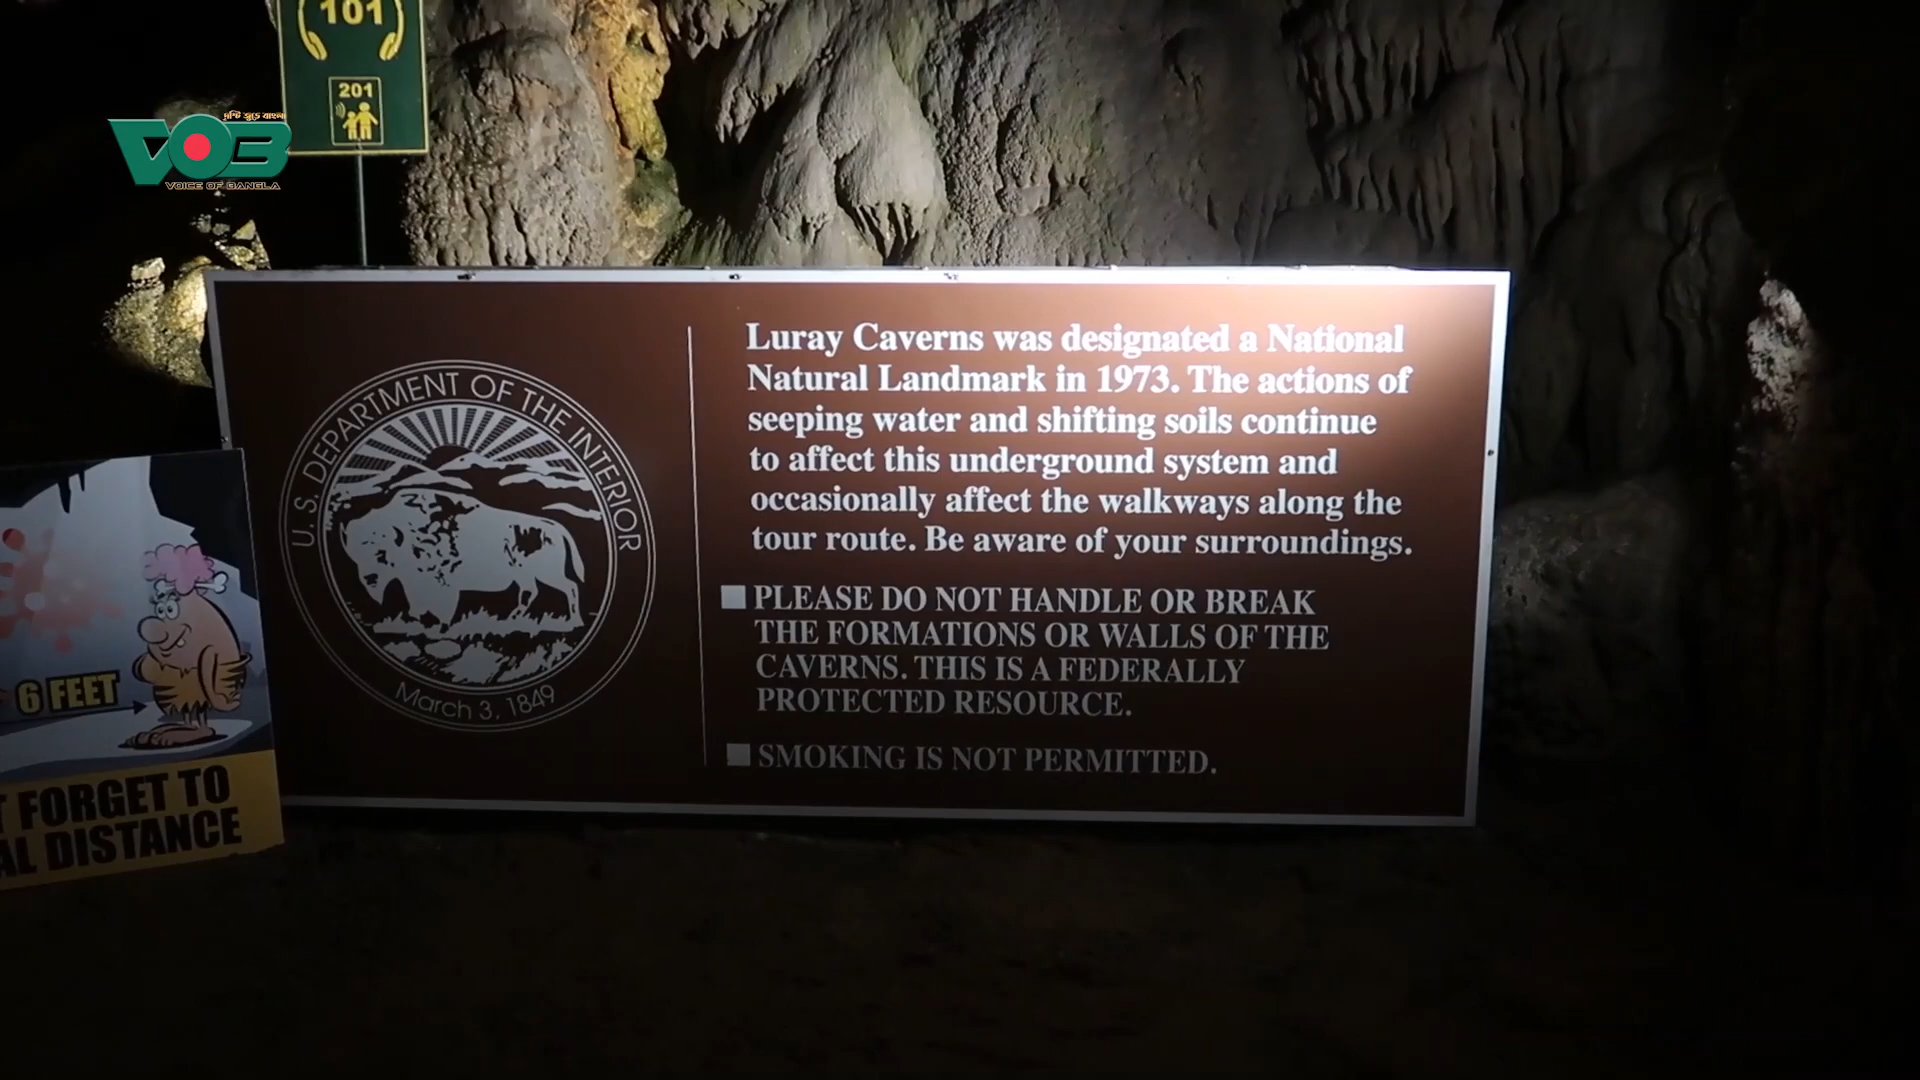 101
201
দৃষ্টি জুড়ে বাংলা
VOB
VOICE OF BANGLA
U. S. DEPARTMENT OF THE INTERIOR
March 3, 1849
Luray Caverns was designated a National
Natural Landmark in 1973. The actions of
seeping water and shifting soils continue
to affect this underground system and
occasionally affect the walkways along the
tour route. Be aware of your surroundings.
PLEASE DO NOT HANDLE OR BREAK
THE FORMATIONS OR WALLS OF THE
CAVERNS. THIS IS A FEDERALLY
PROTECTED RESOURCE.
SMOKING IS NOT PERMITTED.
6 FEET
T FORGET TO
AL DISTANCE